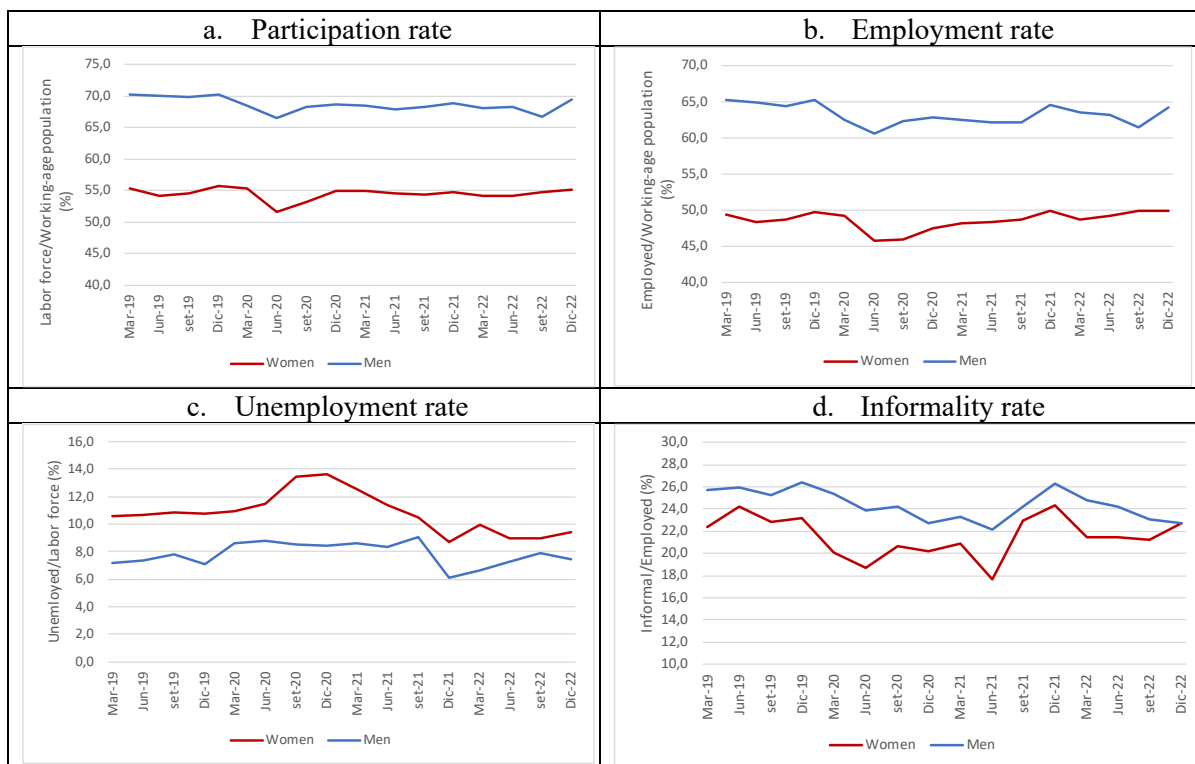 a. Participation rate
Labor force/Working-age population
(%)
75,0
70,0
65,0
60,0
55,0
50,0
45,0
40,0
Mar-19
Jun-19
set-19
Dic-19
Mar-20
Jun-20
set-20
Dic-20
Mar-21
Jun-21
set-21
Dic-21
Mar-22
Jun-22
set-22
Dic-22
Women
Men
b. Employment rate
Employed/Working-age population
(%)
70,0
65,0
60,0
55,0
50,0
45,0
40,0
Mar-19
Jun-19
set-19
Dic-19
Mar-20
Jun-20
set-20
Dic-20
Mar-21
Jun-21
set-21
Dic-21
Mar-22
Jun-22
set-22
Dic-22
Women
Men
c. Unemployment rate
Unemloyed/Labor force (%)
16,0
14,0
12,0
10,0
8,0
6,0
4,0
2,0
0,0
Mar-19
Jun-19
set-19
Dic-19
Mar-20
Jun-20
set-20
Dic-20
Mar-21
Jun-21
set-21
Dic-21
Mar-22
Jun-22
set-22
Dic-22
Women
Men
d. Informality rate
Informal/Employed (%)
30,0
28,0
26,0
24,0
22,0
20,0
18,0
16,0
14,0
12,0
10,0
Mar-19
Jun-19
set-19
Dic-19
Mar-20
Jun-20
set-20
Dic-20
Mar-21
Jun-21
set-21
Dic-21
Mar-22
Jun-22
set-22
Dic-22
Women
Men